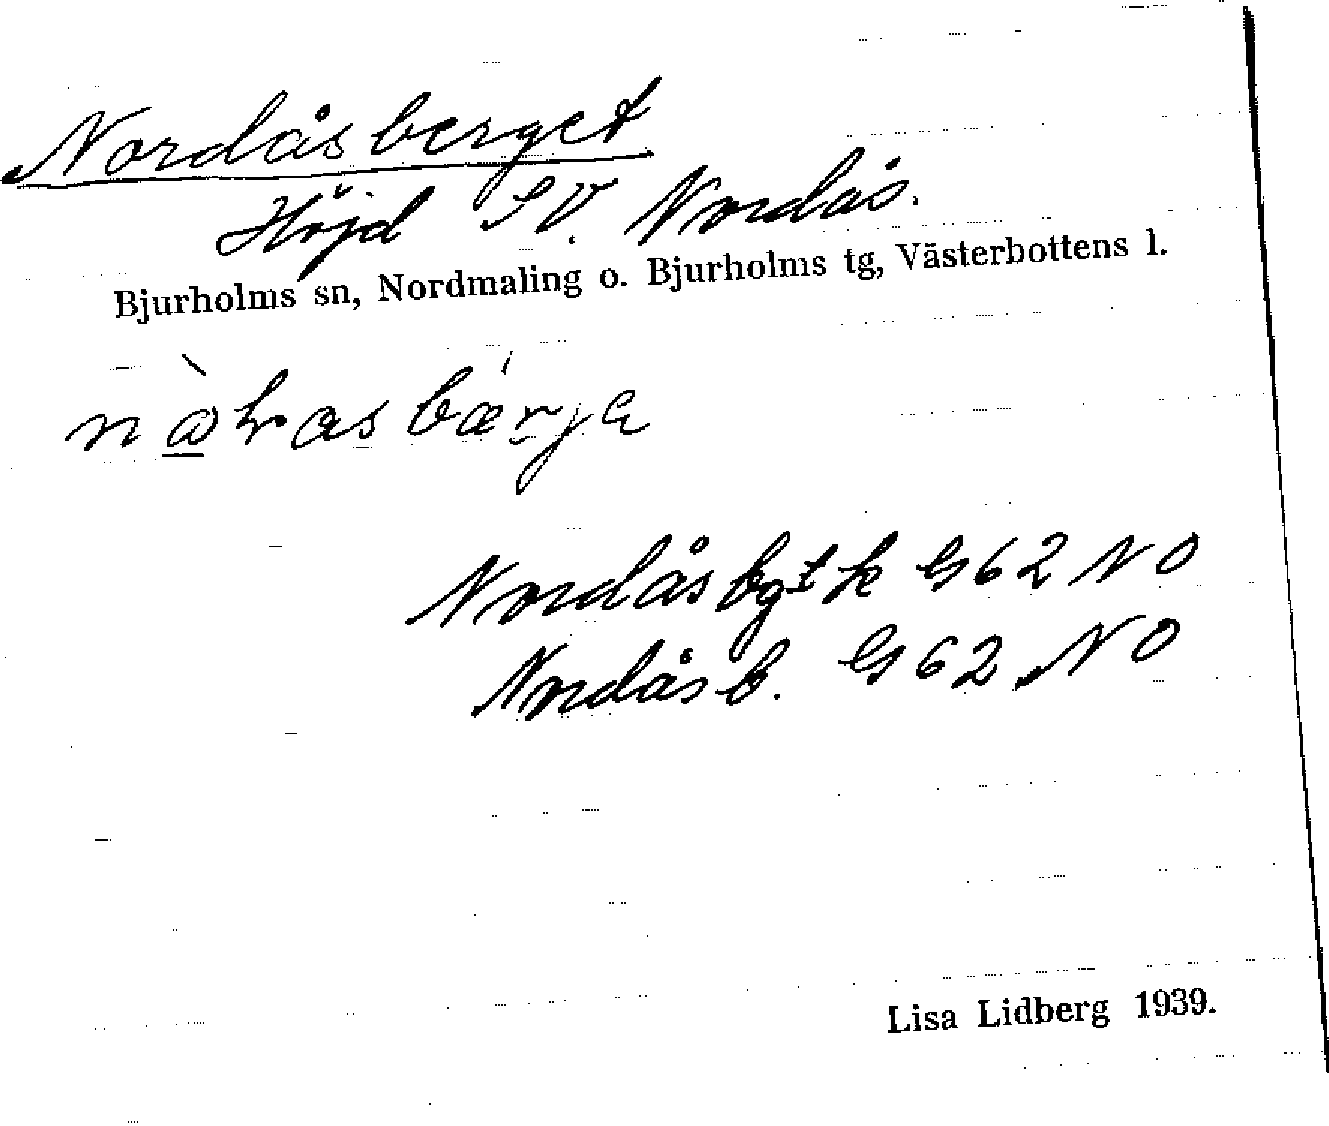 Nordåsberget
Höjd SV. Nordås.
Bjurholms sn, Nordmaling o. Bjurholms tg, Västerbottens l.
Nordåsbgt k G 62 NO
Nordåsb. G 62 NO
Lisa Lidberg 1939.